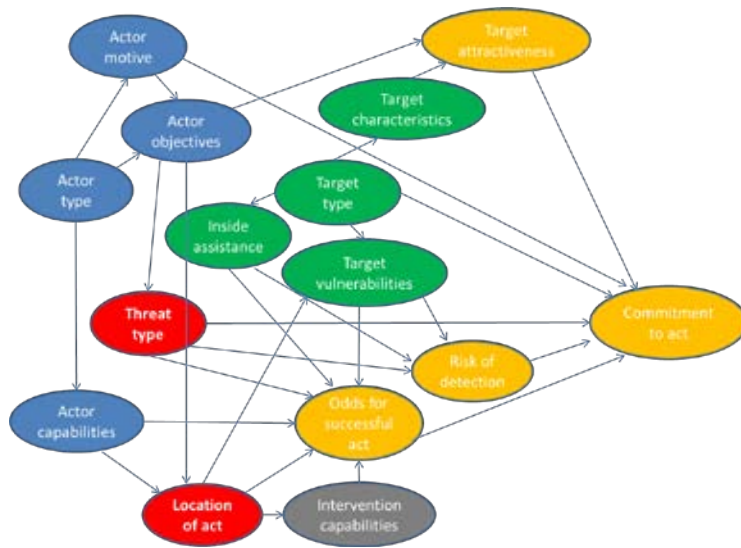 Actor
motive
Target
attractiveness
Target
characteristics
Actor
objectives
Actor
type
Target
type
Inside
assistance
Target
vulnerabilities
Threat
type
Commitment
to act
Risk of
detection
Actor
capabilities
Odds for
successful
act
Location
of act
Intervention
capabilities